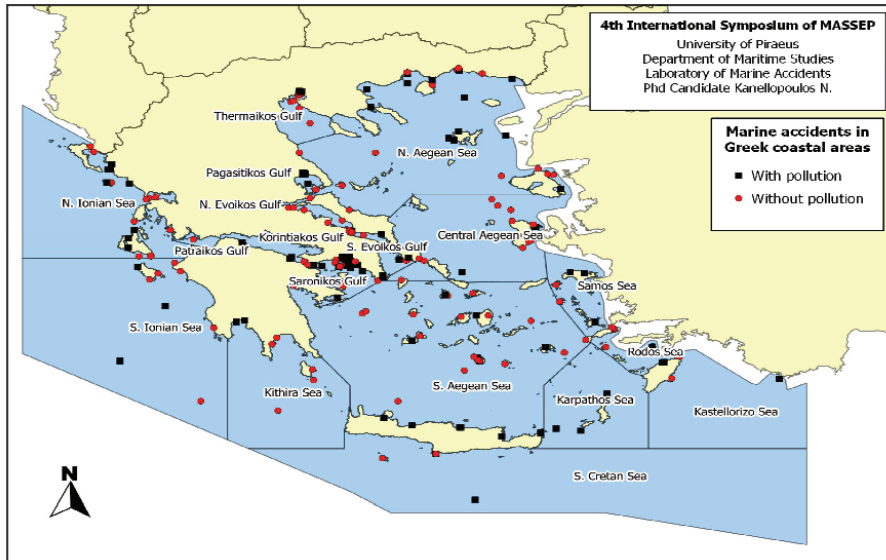 4th International Symposium of MASSEP
University of Piraeus
Department of Maritime Studies
Laboratory of Marine Accidents
Phd Candidate Kanellopoulos N.
Marine accidents in
Greek coastal areas
With pollution
Without pollution
Thermaikos Gulf
N. Aegean Sea
Pagasitikos Gulf
N. Ionian Sea
N. Evoikos Gulf
Korintiakos Gulf
Central Aegean Sea
S. Evoikos Gulf
Patraikos Gulf
Saronikos Gulf
Samos Sea
S. Ionian Sea
Rodos Sea
Kithira Sea
S. Aegean Sea
Karpathos Sea
Kastellorizo Sea
S. Cretan Sea
N